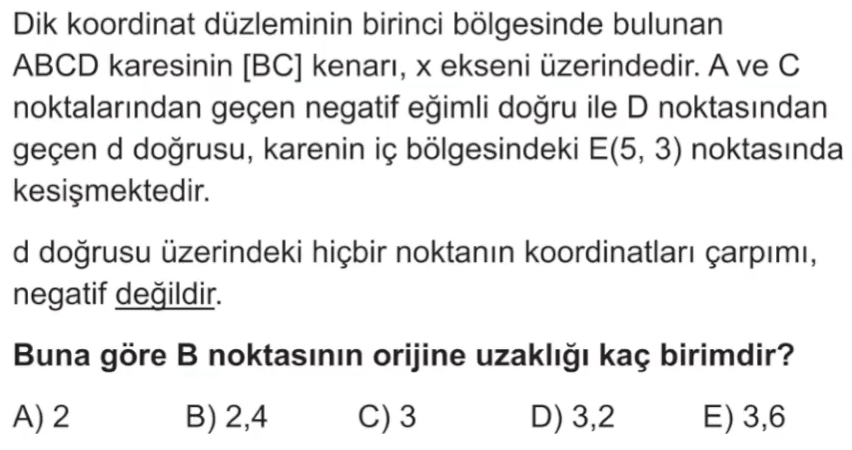 Dik koordinat düzleminin birinci bölgesinde bulunan
ABCD karesinin [BC] kenarı, x ekseni üzerindedir. A ve C
noktalarından geçen negatif eğimli doğru ile D noktasından
geçen d doğrusu, karenin iç bölgesindeki E(5, 3) noktasında
kesişmektedir.
d doğrusu üzerindeki hiçbir noktanın koordinatları çarpımı,
negatif değildir.
Buna göre B noktasının orijine uzaklığı kaç birimdir?
A) 2 B) 2,4 C) 3 D) 3,2 E) 3,6